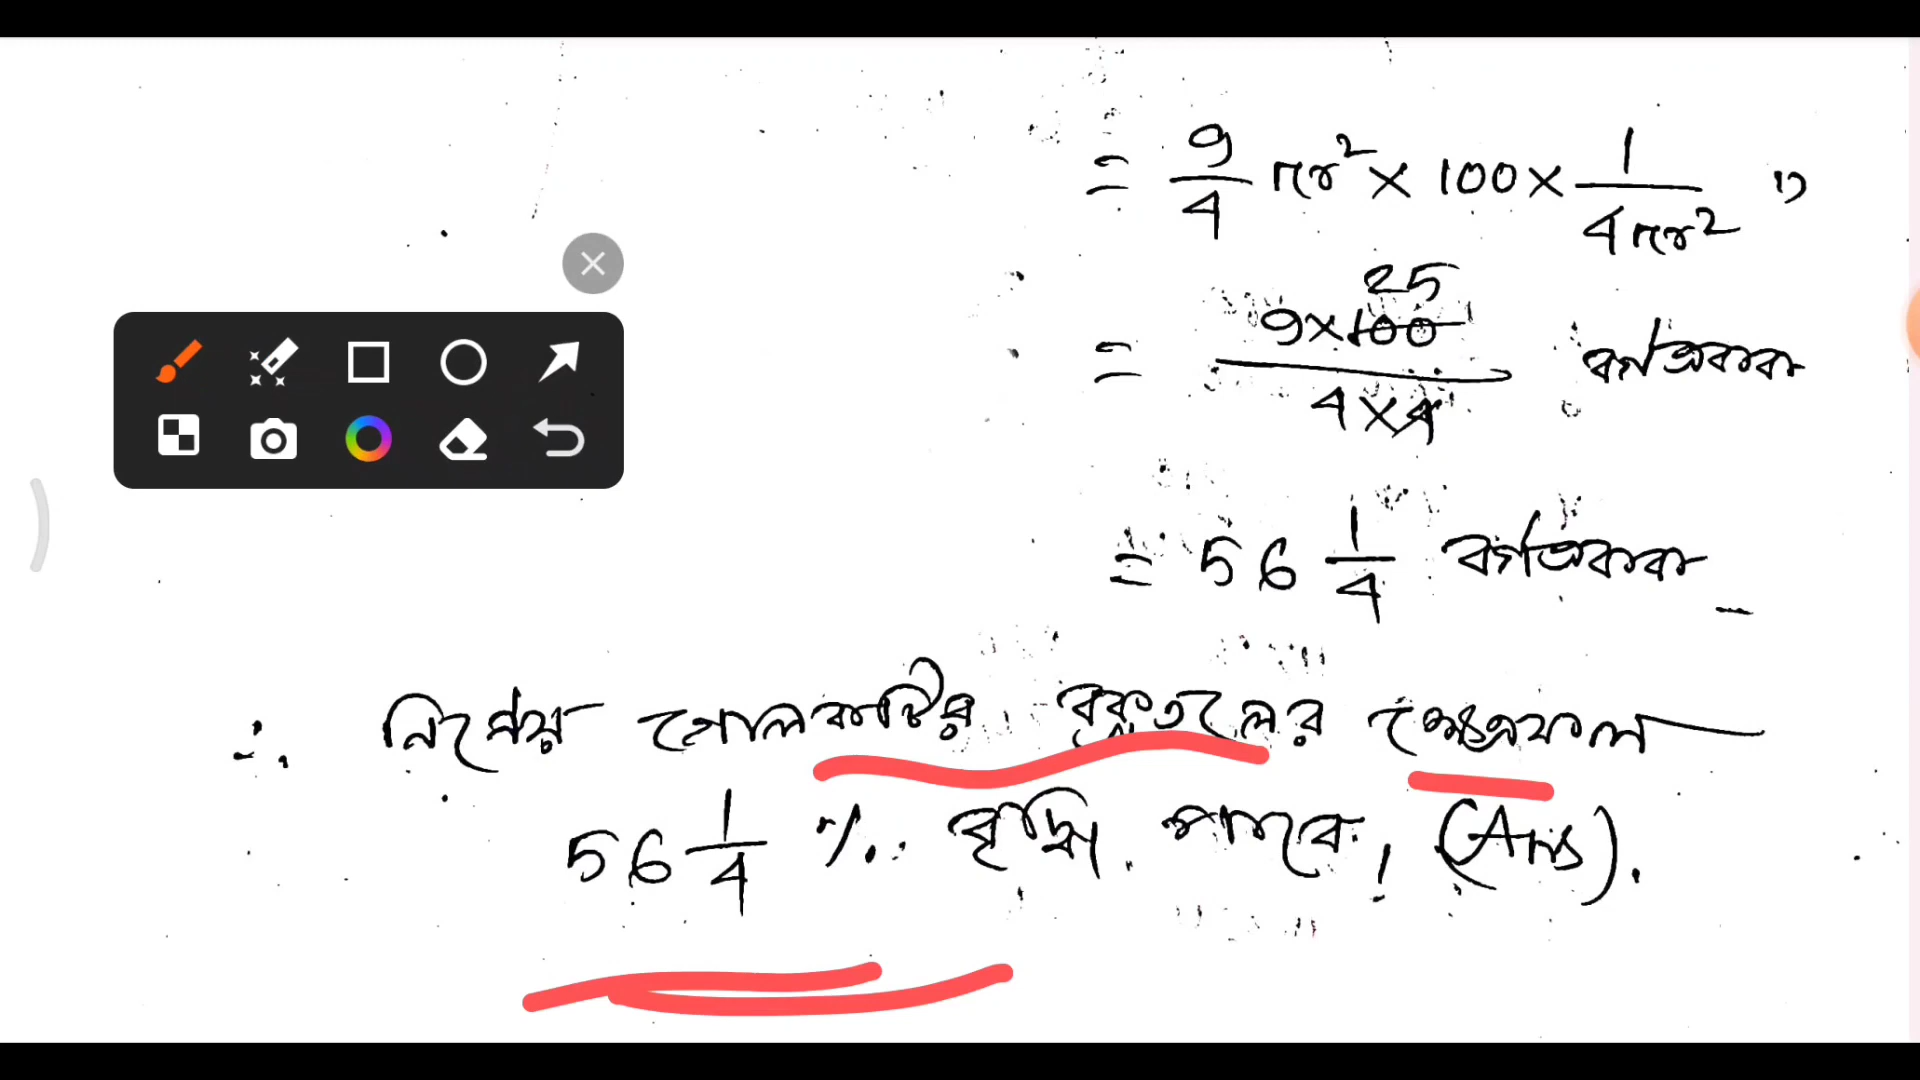 = 9/4 πr² × 100 × 1/4πr² ''
25
= 9×100/4×4 বর্গএকক
= 56 1/4 বর্গএকক
∴ নির্ণেয় গোলকটির বক্রতলের ক্ষেত্রফল
56 1/4 % বৃদ্ধি পাবে। (Ans).